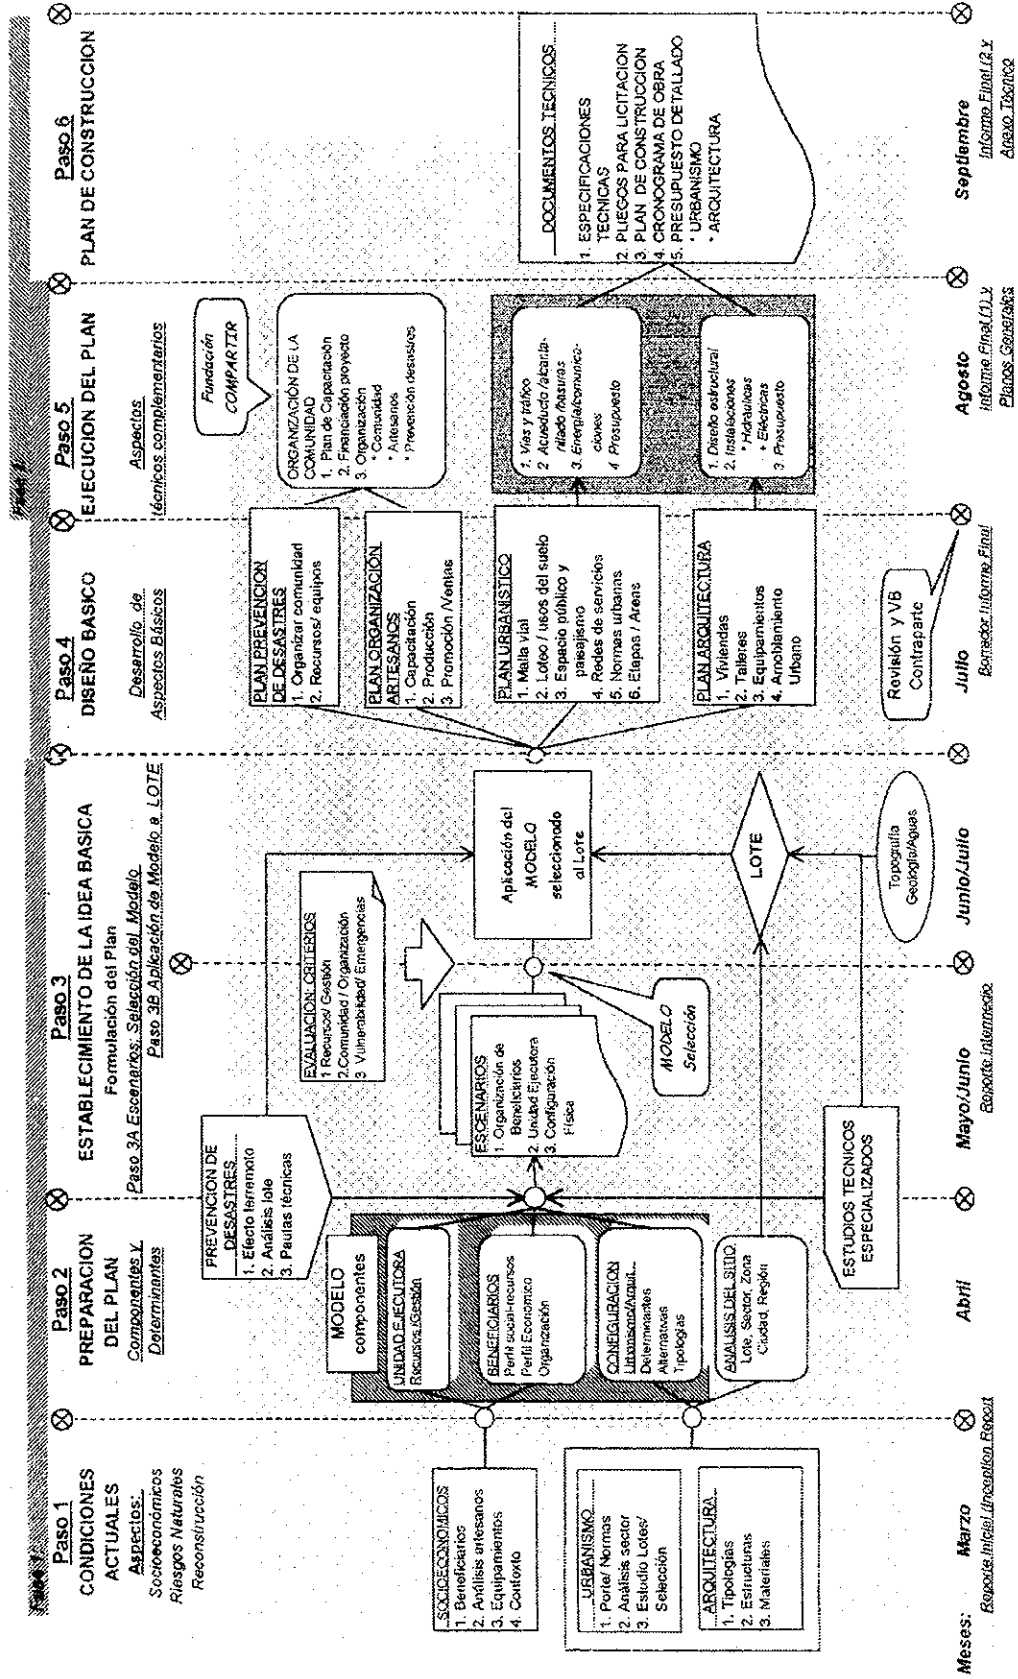 Paso 1
CONDICIONES
ACTUALES
Aspectos:
Socioeconómicos
Riesgos Naturales
Reconstrucción
SOCIOECONOMICOS
1. Beneficiarios
2. Análisis artesanos
3. Equipamientos
4. Contexto
URBANISMO
1. Porte/ Normas
2. Análisis sector
3. Estudio Lotes/
Selección
ARQUITECTURA
1. Tipologías
2. Estructuras
3. Materiales
Paso 2
PREPARACION
DEL PLAN
Componentes y
Determinantes
PREVENCION DE
DESASTRES
1. Efecto terremoto
2. Análisis lote
3. Pautas técnicas
MODELO
componentes
UNIDAD EJECUTORA
Recursos /Gestión
BENEFICIARIOS
Perfil social-recursos
Perfil Economico
Organización
CONFIGURACION
Urbanismo/Arquit...
Determinantes
Alternativas
Tipologías
ANALISIS DEL SITIO
Lote, Sector, Zona
Ciudad, Región
ESTUDIOS TECNICOS
ESPECIALIZADOS
Paso 3
ESTABLECIMIENTO DE LA IDEA BASICA
Formulación del Plan
Paso 3A Escenarios: Selección del Modelo
Paso 3B Aplicación de Modelo a LOTE
EVALUACION: CRITERIOS
1 Recursos/ Gestión
2.Comunidad / Organización
3 Vulnerabilidad/ Emergencias
ESCENARIOS
1. Organización de
Beneficiarios
2. Unidad Ejecutora
3. Configuración
Física
MODELO
Selección
Aplicación del
MODELO
seleccionado
al Lote
LOTE
Topografía
Geología/Aguas
Paso 4
DISEÑO BASICO
Desarrollo de
Aspectos Básicos
PLAN PREVENCION
DE DESASTRES
1. Organizar comunidad
2. Recursos/ equipos
PLAN ORGANIZACIÓN
ARTESANOS
1. Capacitación
2. Producción
3. Promoción /Ventas
PLAN URBANISTICO
1. Malla vial
2. Loteo / usos del suelo
3. Espacio público y
paisajismo
4. Redes de servicios
5. Normas urbanas
6. Etapas / Areas
PLAN ARQUITECTURA
1. Viviendas
2. Talleres
3. Equipamientos
4. Amoblamiento
Urbano
Revisión y VB
Contraparte
Paso 5
EJECUCION DEL PLAN
Aspectos
técnicos complementarios
Fundación
COMPARTIR
ORGANIZACIÓN DE LA
COMUNIDAD
1. Plan de Capacitación
2. Financiación proyecto
3. Organización
* Comunidad
* Artesanos
* Prevención desastres
1. Vías y tráfico
2 Acueducto /alcanta-
rillado /basuras
3. Energía/comunica-
ciones
4 Presupuesto
1. Diseño estructural
2. Instalaciones
* Hidráulicas
* Eléctricas
3. Presupuesto
Paso 6
PLAN DE CONSTRUCCION
DOCUMENTOS TECNICOS
1. ESPECIFICACIONES
TECNICAS
2. PLIEGOS PARA LICITACION
3. PLAN DE CONSTRUCCION
4. CRONOGRAMA DE OBRA
5. PRESUPUESTO DETALLADO
* URBANISMO
* ARQUITECTURA
Meses: Marzo Abril Mayo/Junio Junio/Julio Julio Agosto Septiembre
Reporte Inicial (Inception Report
Reporte Intermedio
Borrador Informe Final
Informe Final (1) y
Planos Generales
Informe Final (2 y
Anexo Técnico